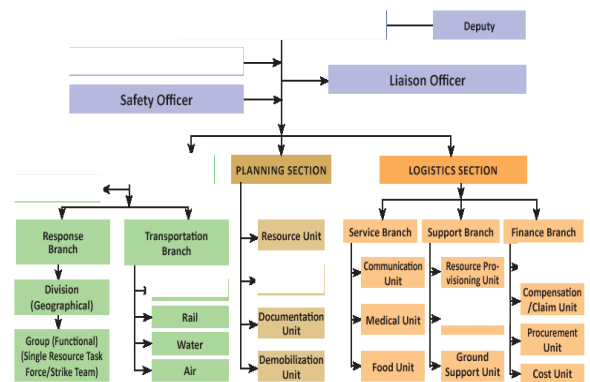 Deputy
Liaison Officer
Safety Officer
PLANNING SECTION
LOGISTICS SECTION
Response
Branch
Transportation
Branch
Resource Unit
Service Branch
Support Branch
Finance Branch
Division
(Geographical)
Communication
Unit
Resource Pro-
visioning Unit
Compensation
/Claim Unit
Rail
Documentation
Unit
Medical Unit
Procurement
Unit
Group (Functional)
(Single Resource Task
Force/Strike Team)
Water
Air
Demobilization
Unit
Food Unit
Ground
Support Unit
Cost Unit